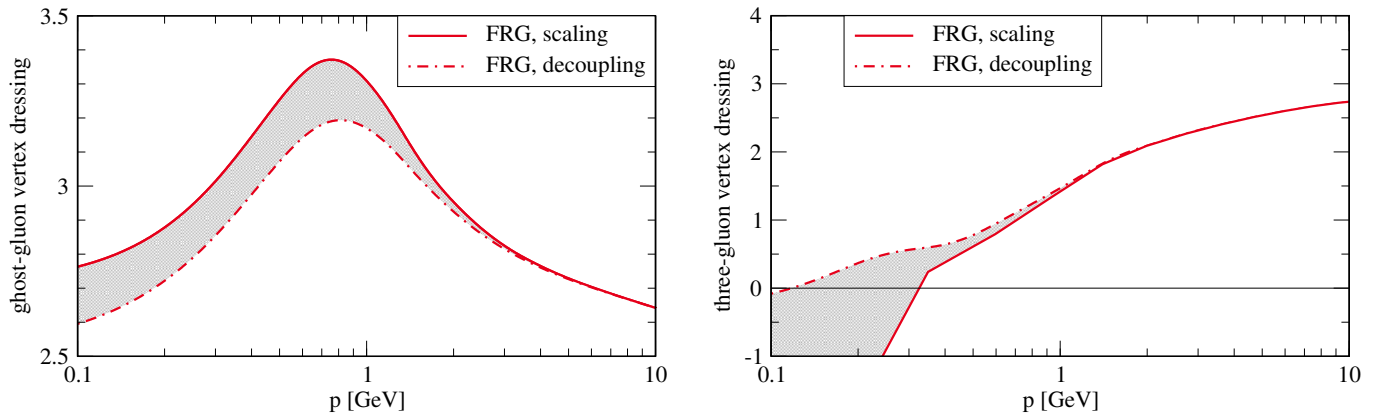 ghost-gluon vertex dressing
3.5
3
2.5
FRG, scaling
FRG, decoupling
0.1
1
10
p [GeV]
three-gluon vertex dressing
4
3
2
1
0
-1
FRG, scaling
FRG, decoupling
0.1
1
10
p [GeV]